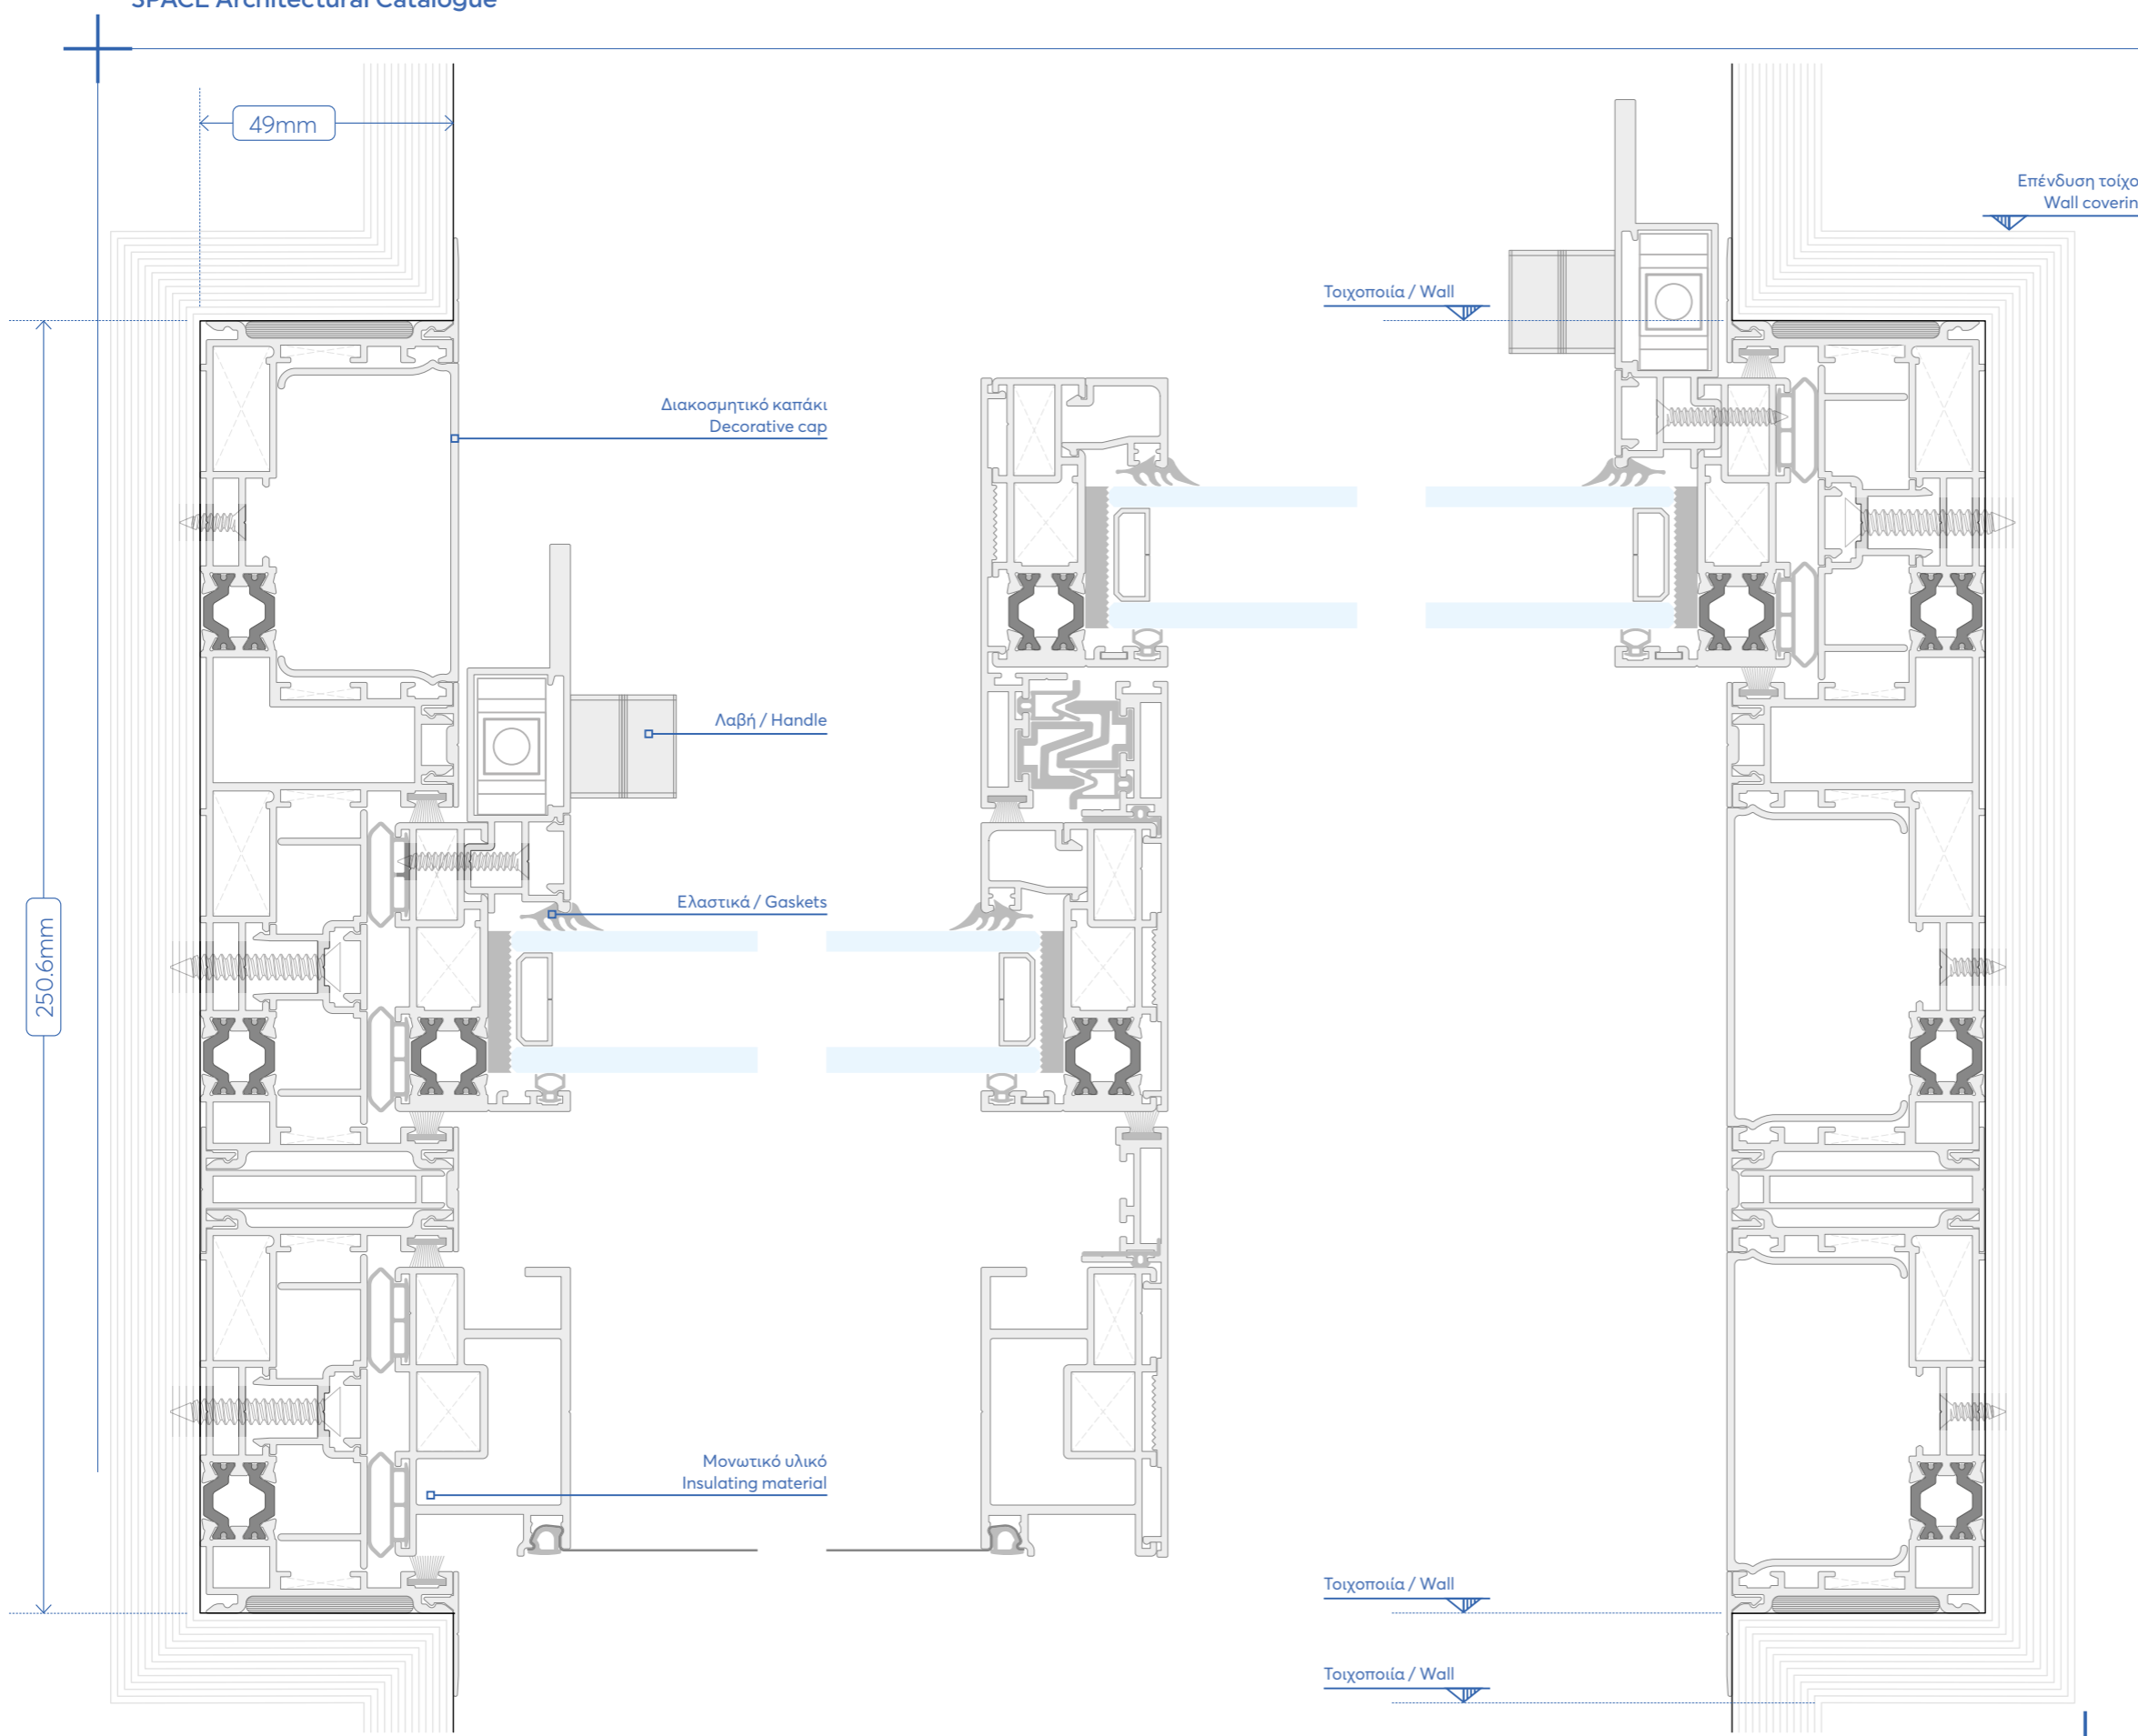 SPACE Architectural Catalogue
49mm
Επένδυση τοίχο
Wall coverin
Τοιχοποιία / Wall
Διακοσμητικό καπάκι
Decorative cap
Λαβή / Handle
Ελαστικά / Gaskets
250.6mm
Μονωτικό υλικό
Insulating material
Τοιχοποιία / Wall
Τοιχοποιία / Wall